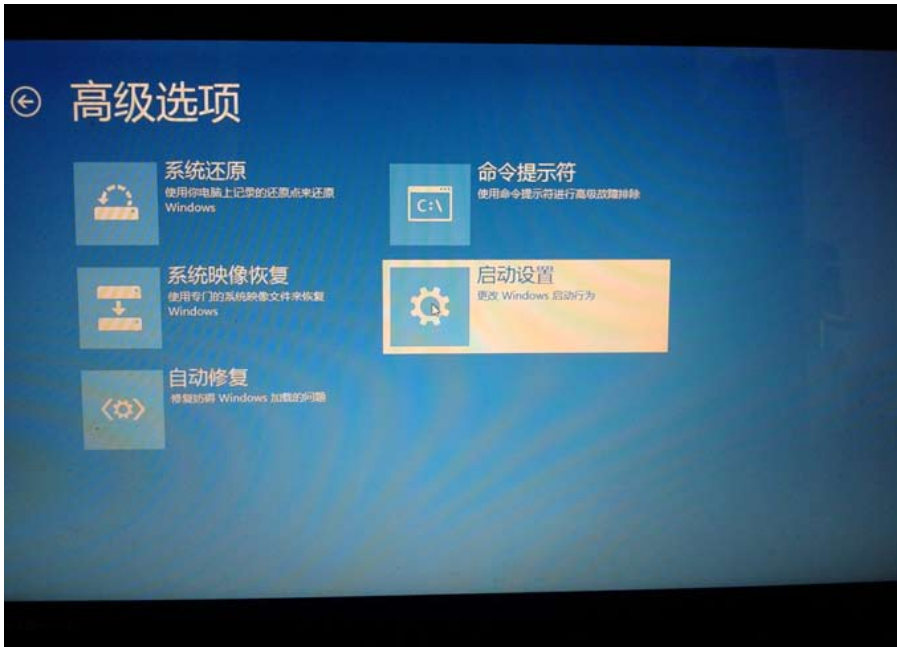 高级选项
系统还原
使用你电脑上记录的还原点来还原
Windows
命令提示符
使用命令提示符进行高级故障排除
C:\
系统映像恢复
使用专门的系统映像文件来恢复
Windows
启动设置
更改 Windows 启动行为
自动修复
修复妨碍 Windows 加载的问题